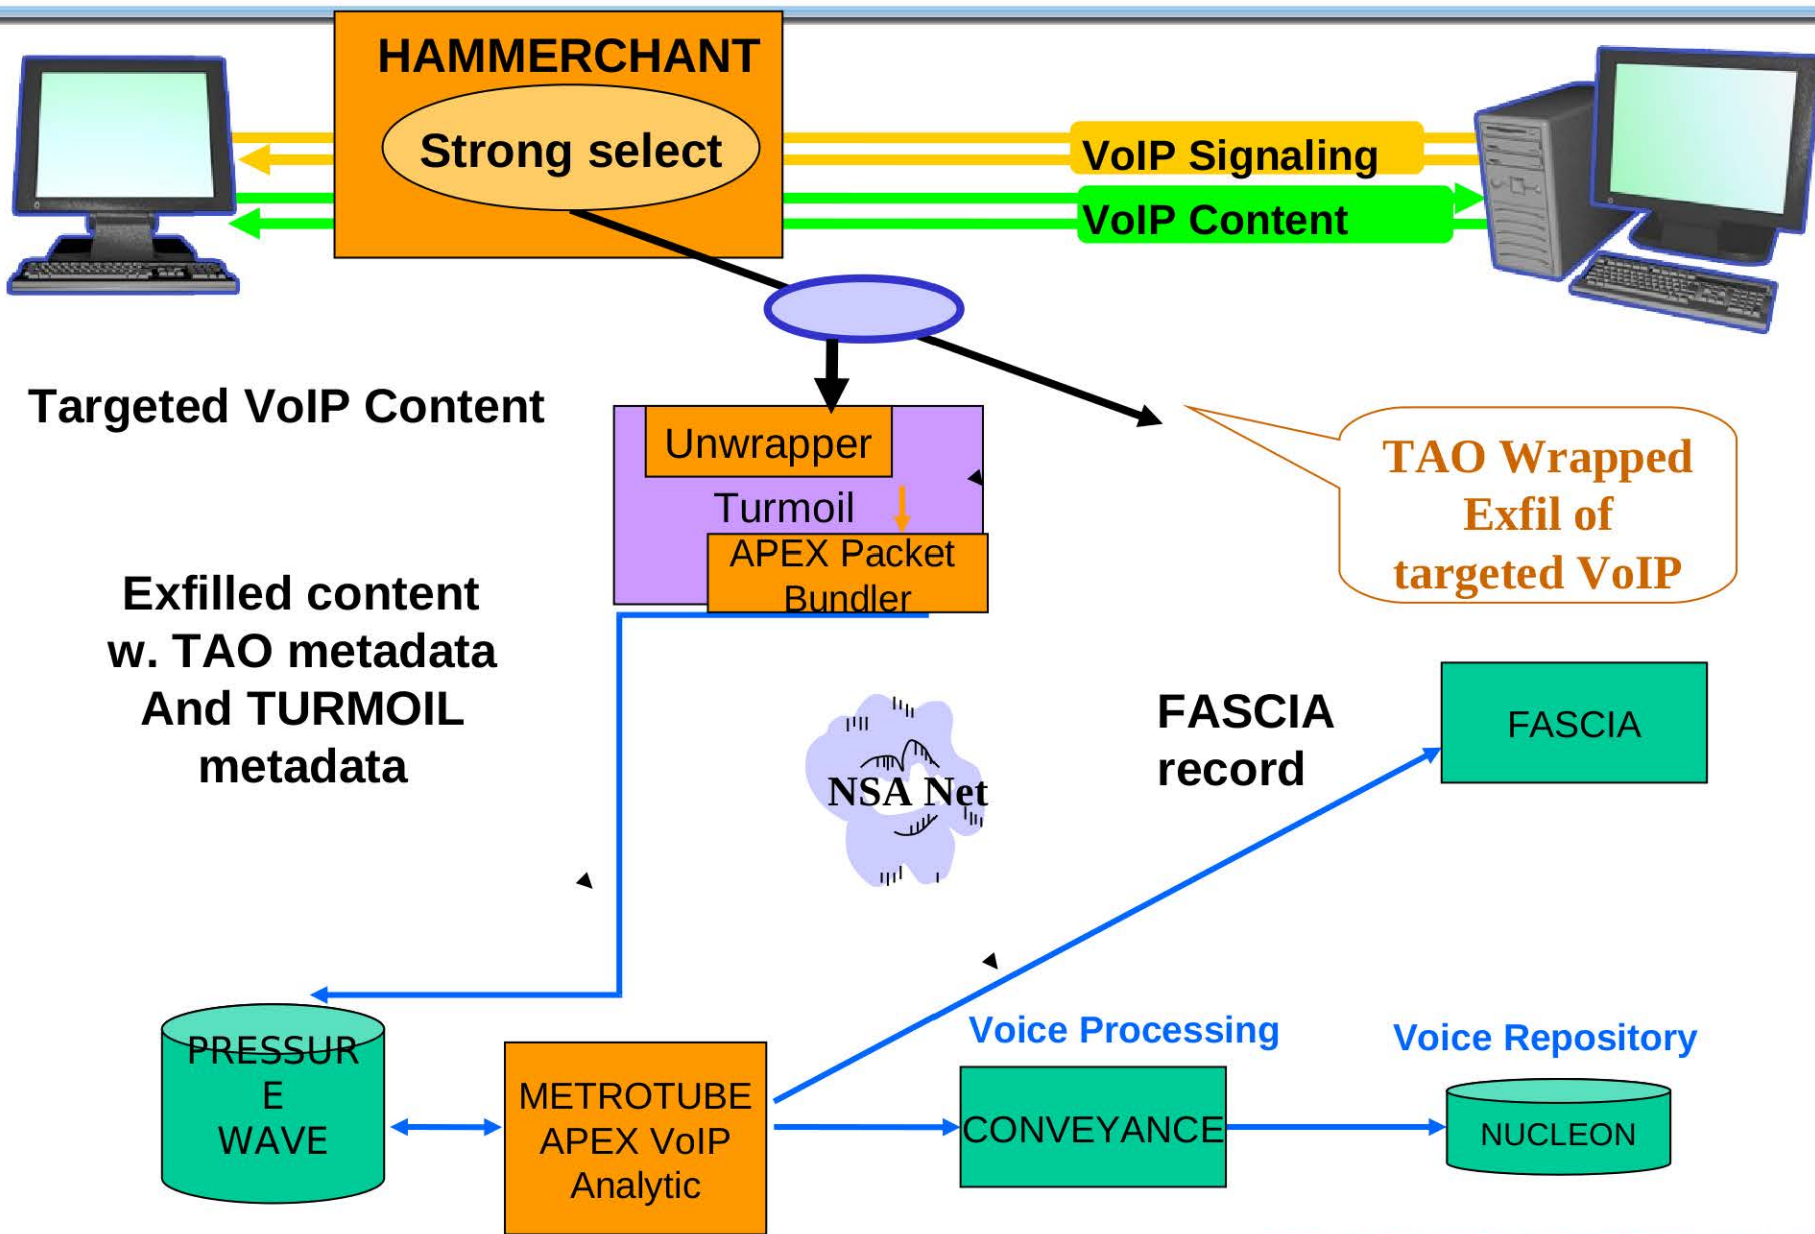 HAMMERCHANT
Strong select
VoIP Signaling
VoIP Content
Targeted VoIP Content
Unwrapper
Turmoil
APEX Packet
Bundler
TAO Wrapped
Exfil of
targeted VoIP
Exfilled content
w. TAO metadata
And TURMOIL
metadata
NSA Net
FASCIA
record
FASCIA
PRESSUR
E
WAVE
METROTUBE
APEX VoIP
Analytic
Voice Processing
CONVEYANCE
Voice Repository
NUCLEON